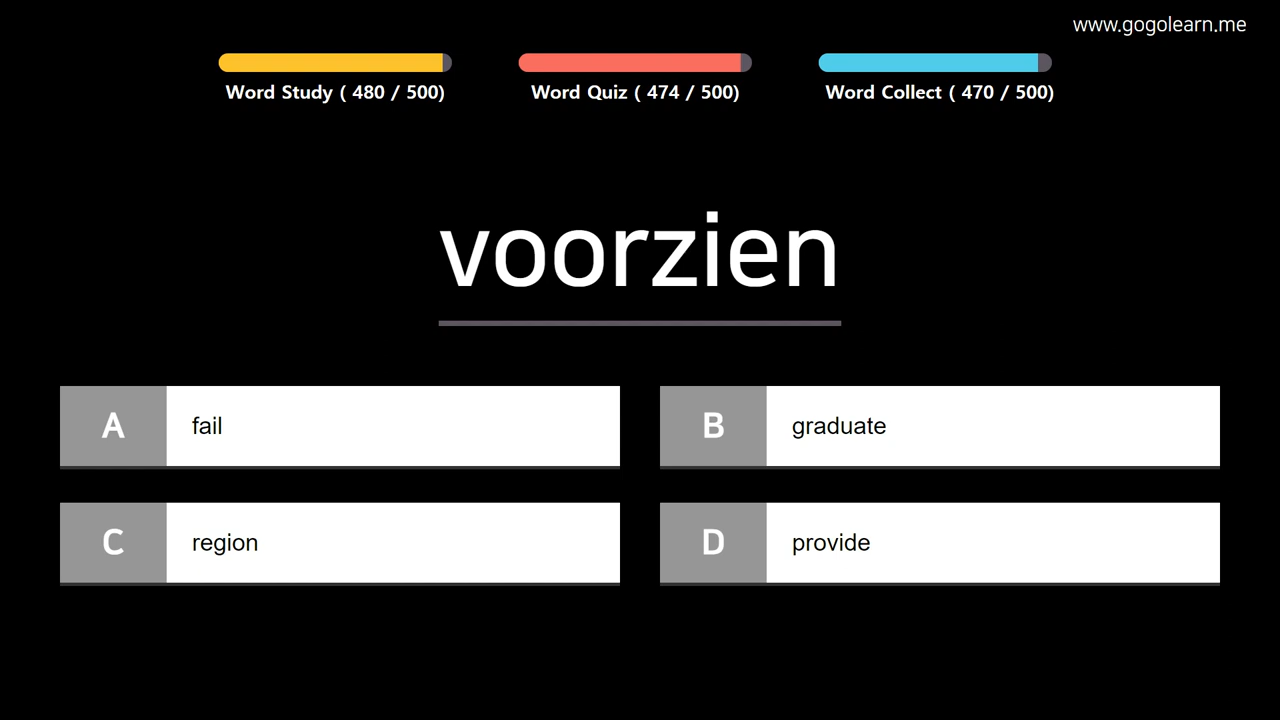 www.gogolearn.me
Word Study ( 480 / 500)
Word Quiz ( 474 / 500)
Word Collect ( 470 / 500)
voorzien
A fail
B graduate
C region
D provide